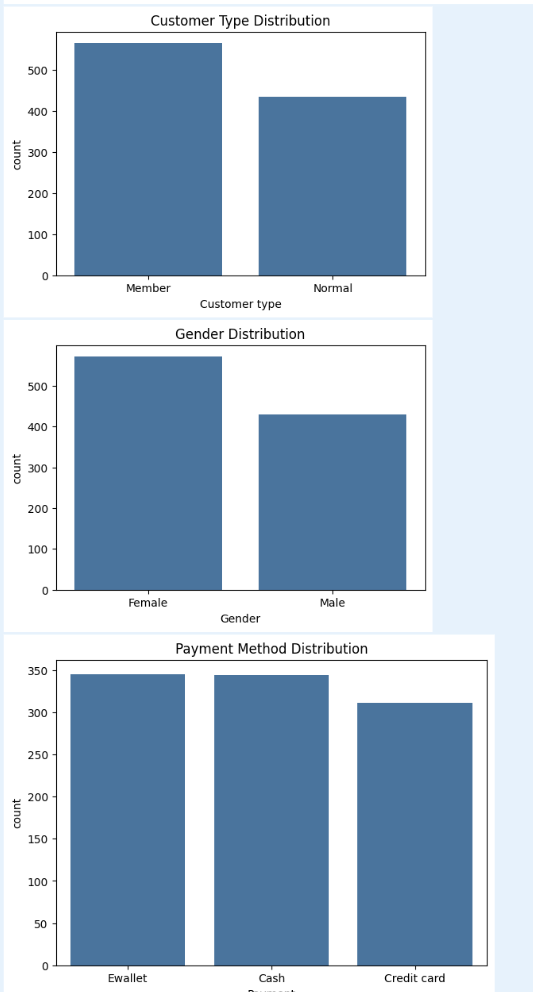 Customer Type Distribution
500
400
300
200
100
0
count
Member Normal
Customer type
Gender Distribution
500
400
300
200
100
0
count
Female Male
Gender
Payment Method Distribution
350
300
250
200
150
100
50
0
count
Ewallet Cash Credit card
Payment